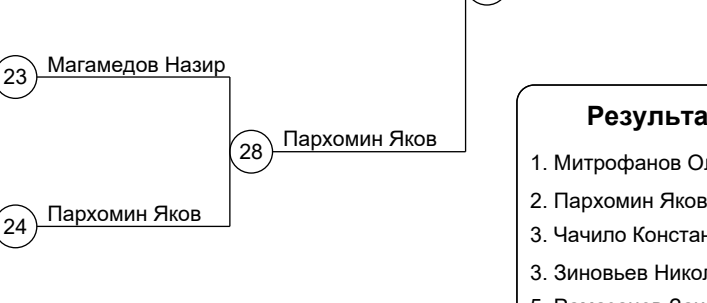 23
Магамедов Назир
28
Пархомин Яков
24
Пархомин Яков
Результа
1. Митрофанов Ол
2. Пархомин Яков
3. Чачило Констан
3. Зиновьев Никол